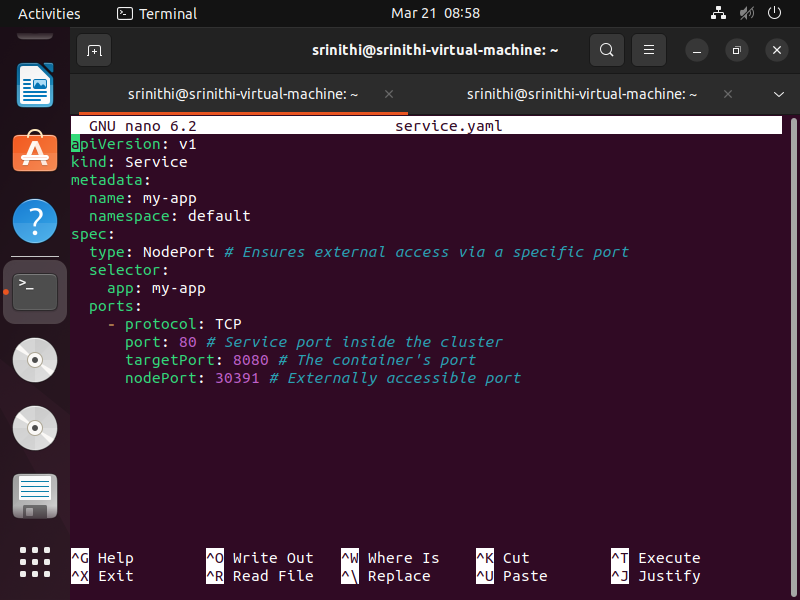 Activities Terminal Mar 21 08:58
srinithi@srinithi-virtual-machine: ~
srinithi@srinithi-virtual-machine: ~ srinithi@srinithi-virtual-machine: ~
GNU nano 6.2 service.yaml
apiVersion: v1
kind: Service
metadata:
  name: my-app
  namespace: default
spec:
  type: NodePort # Ensures external access via a specific port
  selector:
    app: my-app
  ports:
    - protocol: TCP
      port: 80 # Service port inside the cluster
      targetPort: 8080 # The container's port
      nodePort: 30391 # Externally accessible port
^G Help ^O Write Out ^W Where Is ^K Cut ^T Execute
^X Exit ^R Read File ^\ Replace ^U Paste ^J Justify